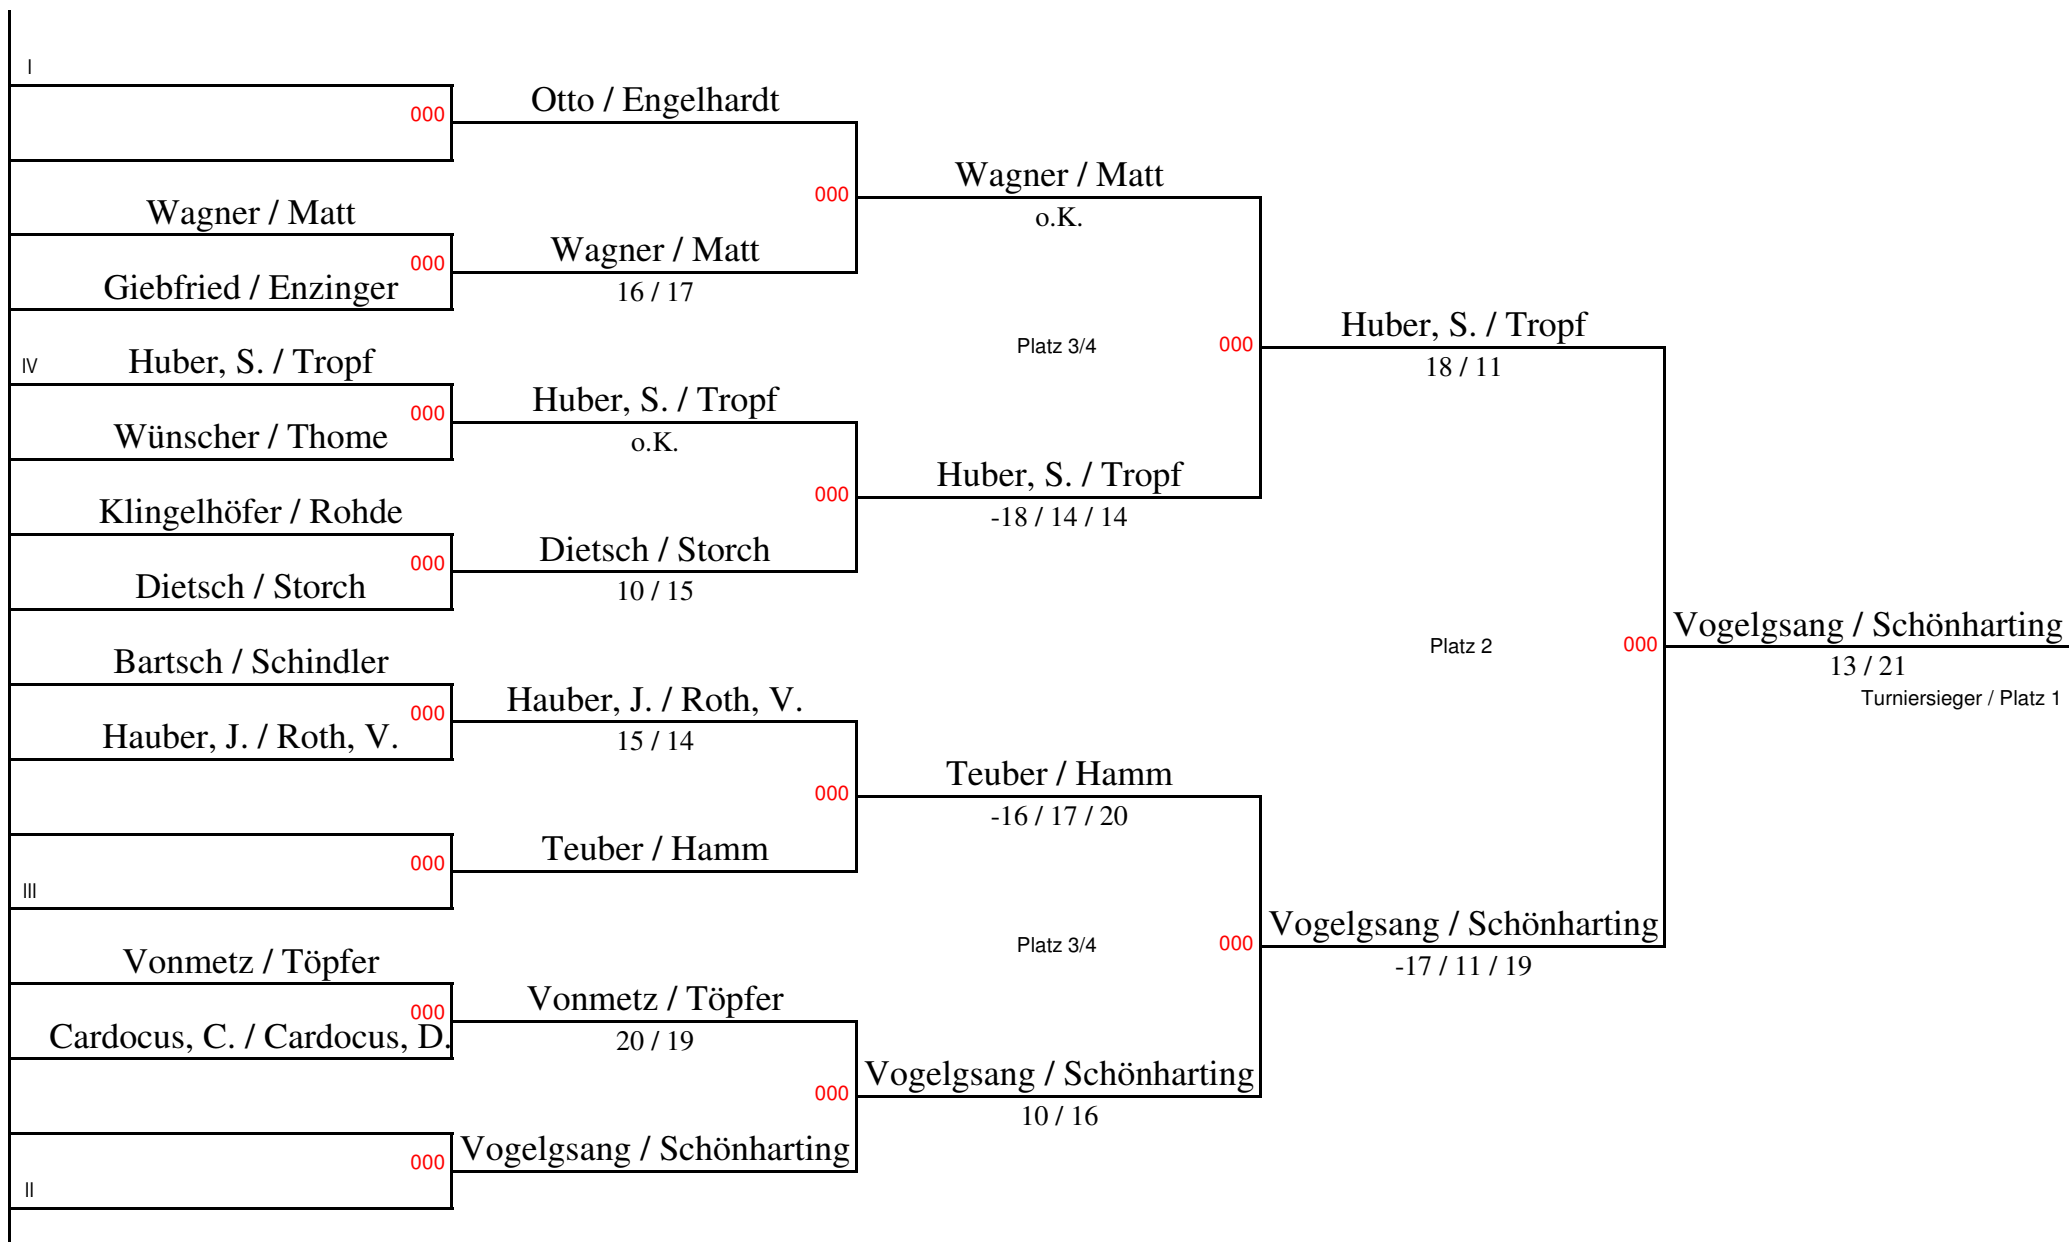 I
000
Wagner / Matt
000
Giebfried / Enzinger
IV
Huber, S. / Tropf
000
Wünscher / Thome
Klingelhöfer / Rohde
000
Dietsch / Storch
Bartsch / Schindler
000
Hauber, J. / Roth, V.
000
III
Vonmetz / Töpfer
000
Cardocus, C. / Cardocus, D.
000
II
Otto / Engelhardt
000
Wagner / Matt
16 / 17
Huber, S. / Tropf
o.K.
000
Dietsch / Storch
10 / 15
Hauber, J. / Roth, V.
15 / 14
000
Teuber / Hamm
Vonmetz / Töpfer
20 / 19
000
Vogelgsang / Schönharting
Wagner / Matt
o.K.
Platz 3/4
000
Huber, S. / Tropf
-18 / 14 / 14
Teuber / Hamm
-16 / 17 / 20
Platz 3/4
000
Vogelgsang / Schönharting
10 / 16
Huber, S. / Tropf
18 / 11
Platz 2
000
Vogelgsang / Schönharting
-17 / 11 / 19
Vogelgsang / Schönharting
13 / 21
Turniersieger / Platz 1